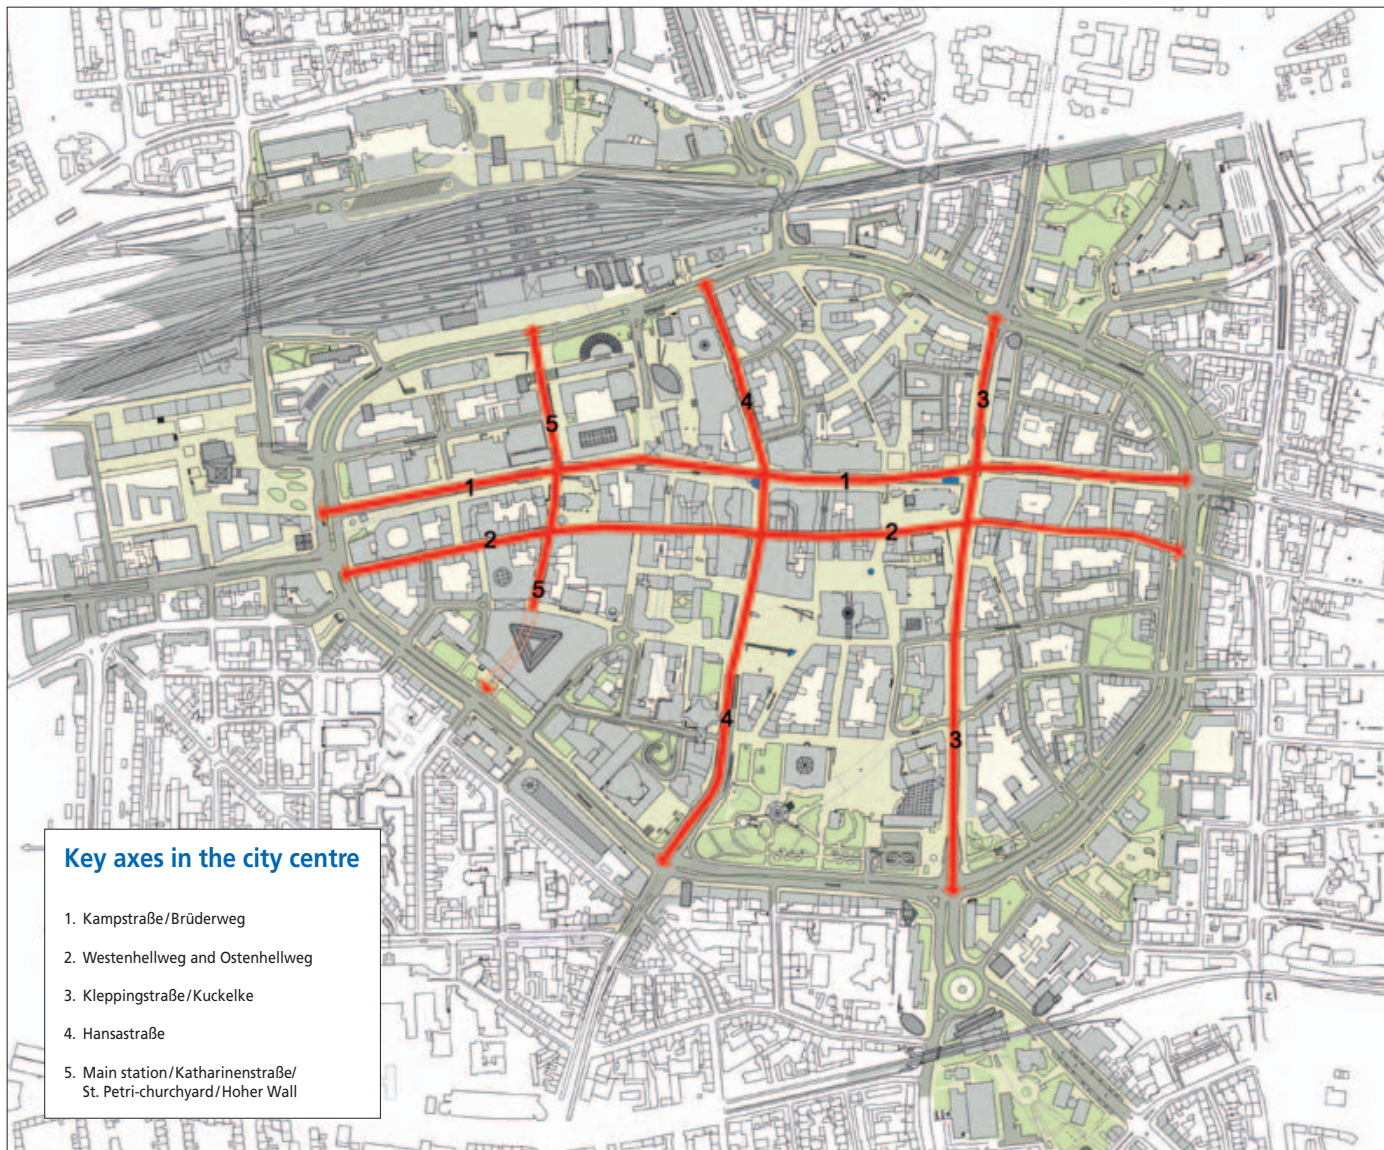 5
4
3
1
1
2
2
5
4
3
Key axes in the city centre
1. Kampstraße/Brüderweg
2. Westenhellweg and Ostenhellweg
3. Kleppingstraße/Kuckelke
4. Hansastraße
5. Main station/Katharinenstraße/
St. Petri-churchyard/Hoher Wall